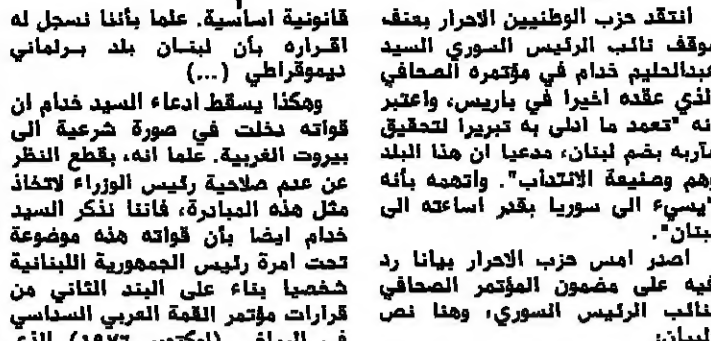 انتقد حزب الوطنيين الاحرار بعنف
موقف نائب الرئيس السوري السيد
عبدالحليم خدام في مؤتمره الصحافي
الذي عقده اخيرا في باريس، واعتبر
انه "تعمد ما ادلى به تبريرا لتحقيق
مآربه بضم لبنان، مدعيا ان هذا البلد
وهم وصنيعة الانتداب". واتهمه بأنه
"يسيء الى سوريا بقدر اساءته الى
لبنان".
اصدر امس حزب الاحرار بيانا رد
فيه على مضمون المؤتمر الصحافي
لنائب الرئيس السوري، وهنا نص
البيان:
قانونية اساسية. علما بأننا نسجل له
اقراره بأن لبنان بلد برلماني
ديموقراطي (...)
وهكذا يسقط ادعاء السيد خدام ان
قواته دخلت في صورة شرعية الى
بيروت الغربية. علما انه، بقطع النظر
عن عدم صلاحية رئيس الوزراء لاتخاذ
مثل هذه المبادرة، فاننا نذكر السيد
خدام ايضا بأن قواته هذه موضوعة
تحت امرة رئيس الجمهورية اللبنانية
شخصيا بناء على البند الثاني من
قرارات مؤتمر القمة العربي السداسي
في الرياض (اوكتوبر ١٩٧٦) الذي